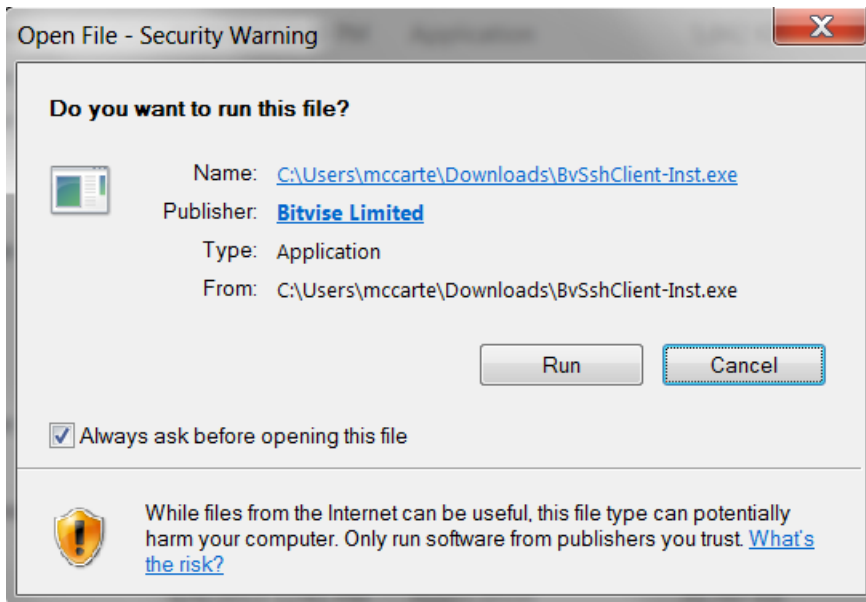 Open File - Security Warning
Do you want to run this file?
Name: C:\Users\mccarte\Downloads\BvSshClient-Inst.exe
Publisher: Bitvise Limited
Type: Application
From: C:\Users\mccarte\Downloads\BvSshClient-Inst.exe
Run Cancel
Always ask before opening this file
While files from the Internet can be useful, this file type can potentially
harm your computer. Only run software from publishers you trust. What's
the risk?